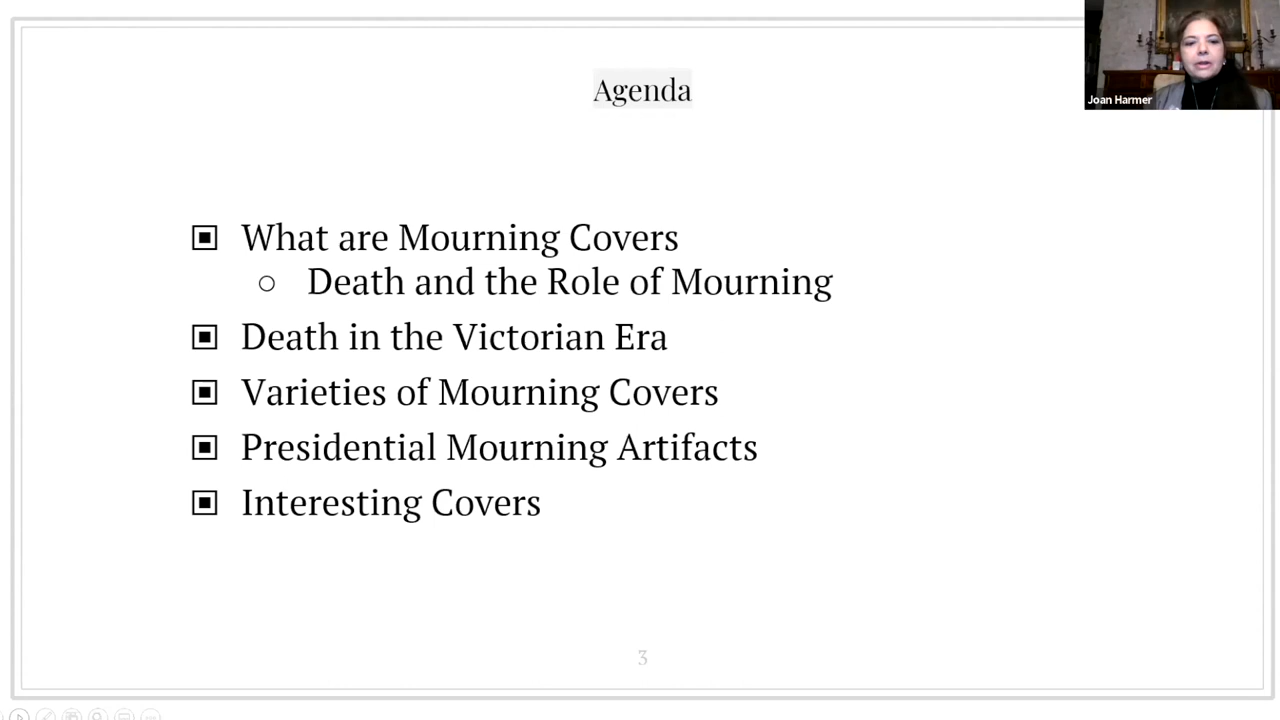 Agenda
Joan Harmer
What are Mourning Covers
Death and the Role of Mourning
Death in the Victorian Era
Varieties of Mourning Covers
Presidential Mourning Artifacts
Interesting Covers
3